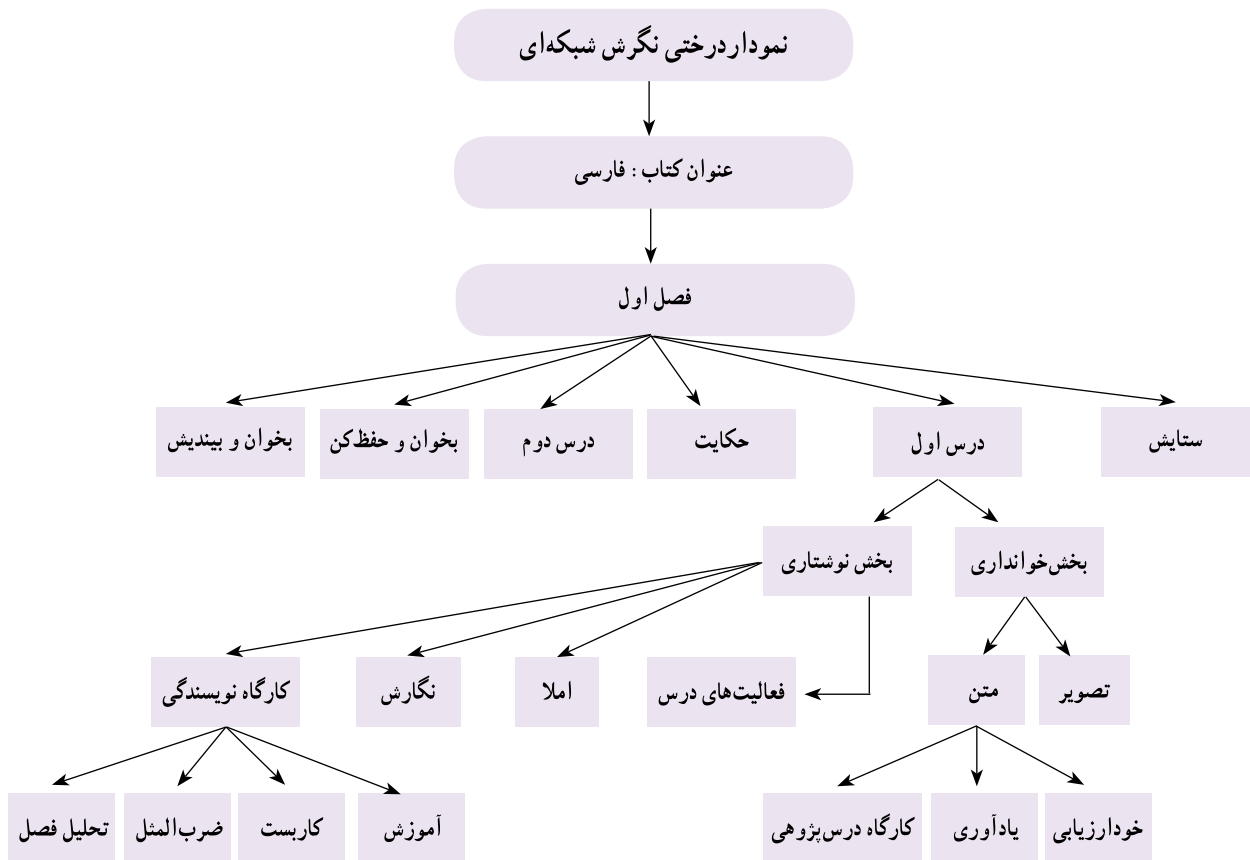 نمودار درختی نگرش شبکه‌ای
عنوان کتاب : فارسی
فصل اول
ستایش
درس اول
حکایت
درس دوم
بخوان و حفظ‌کن
بخوان و بیندیش
بخش‌خوانداری
بخش نوشتاری
تصویر
متن
فعالیت‌های درس
املا
نگارش
کارگاه نویسندگی
خودارزیابی
یادآوری
کارگاه درس‌پژوهی
آموزش
کاربست
ضرب‌المثل
تحلیل فصل